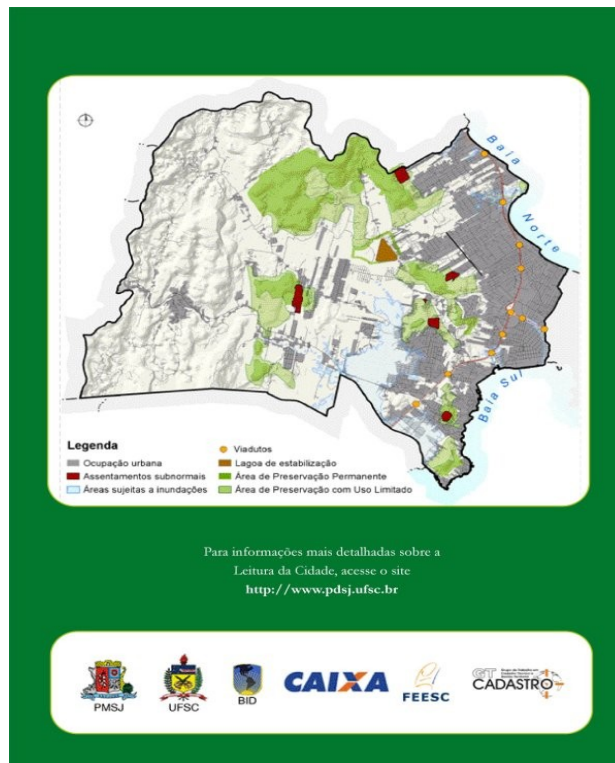 Baía Norte
Baía Sul
Legenda
Ocupação urbana
Assentamentos subnormais
Áreas sujeitas a inundações
Viadutos
Lagoa de estabilização
Área de Preservação Permanente
Área de Preservação com Uso Limitado
Para informações mais detalhadas sobre a
Leitura da Cidade, acesse o site
http://www.pdsj.ufsc.br
PMSJ
UFSC
BID
CAIXA
FEESC
GT
CADASTRO